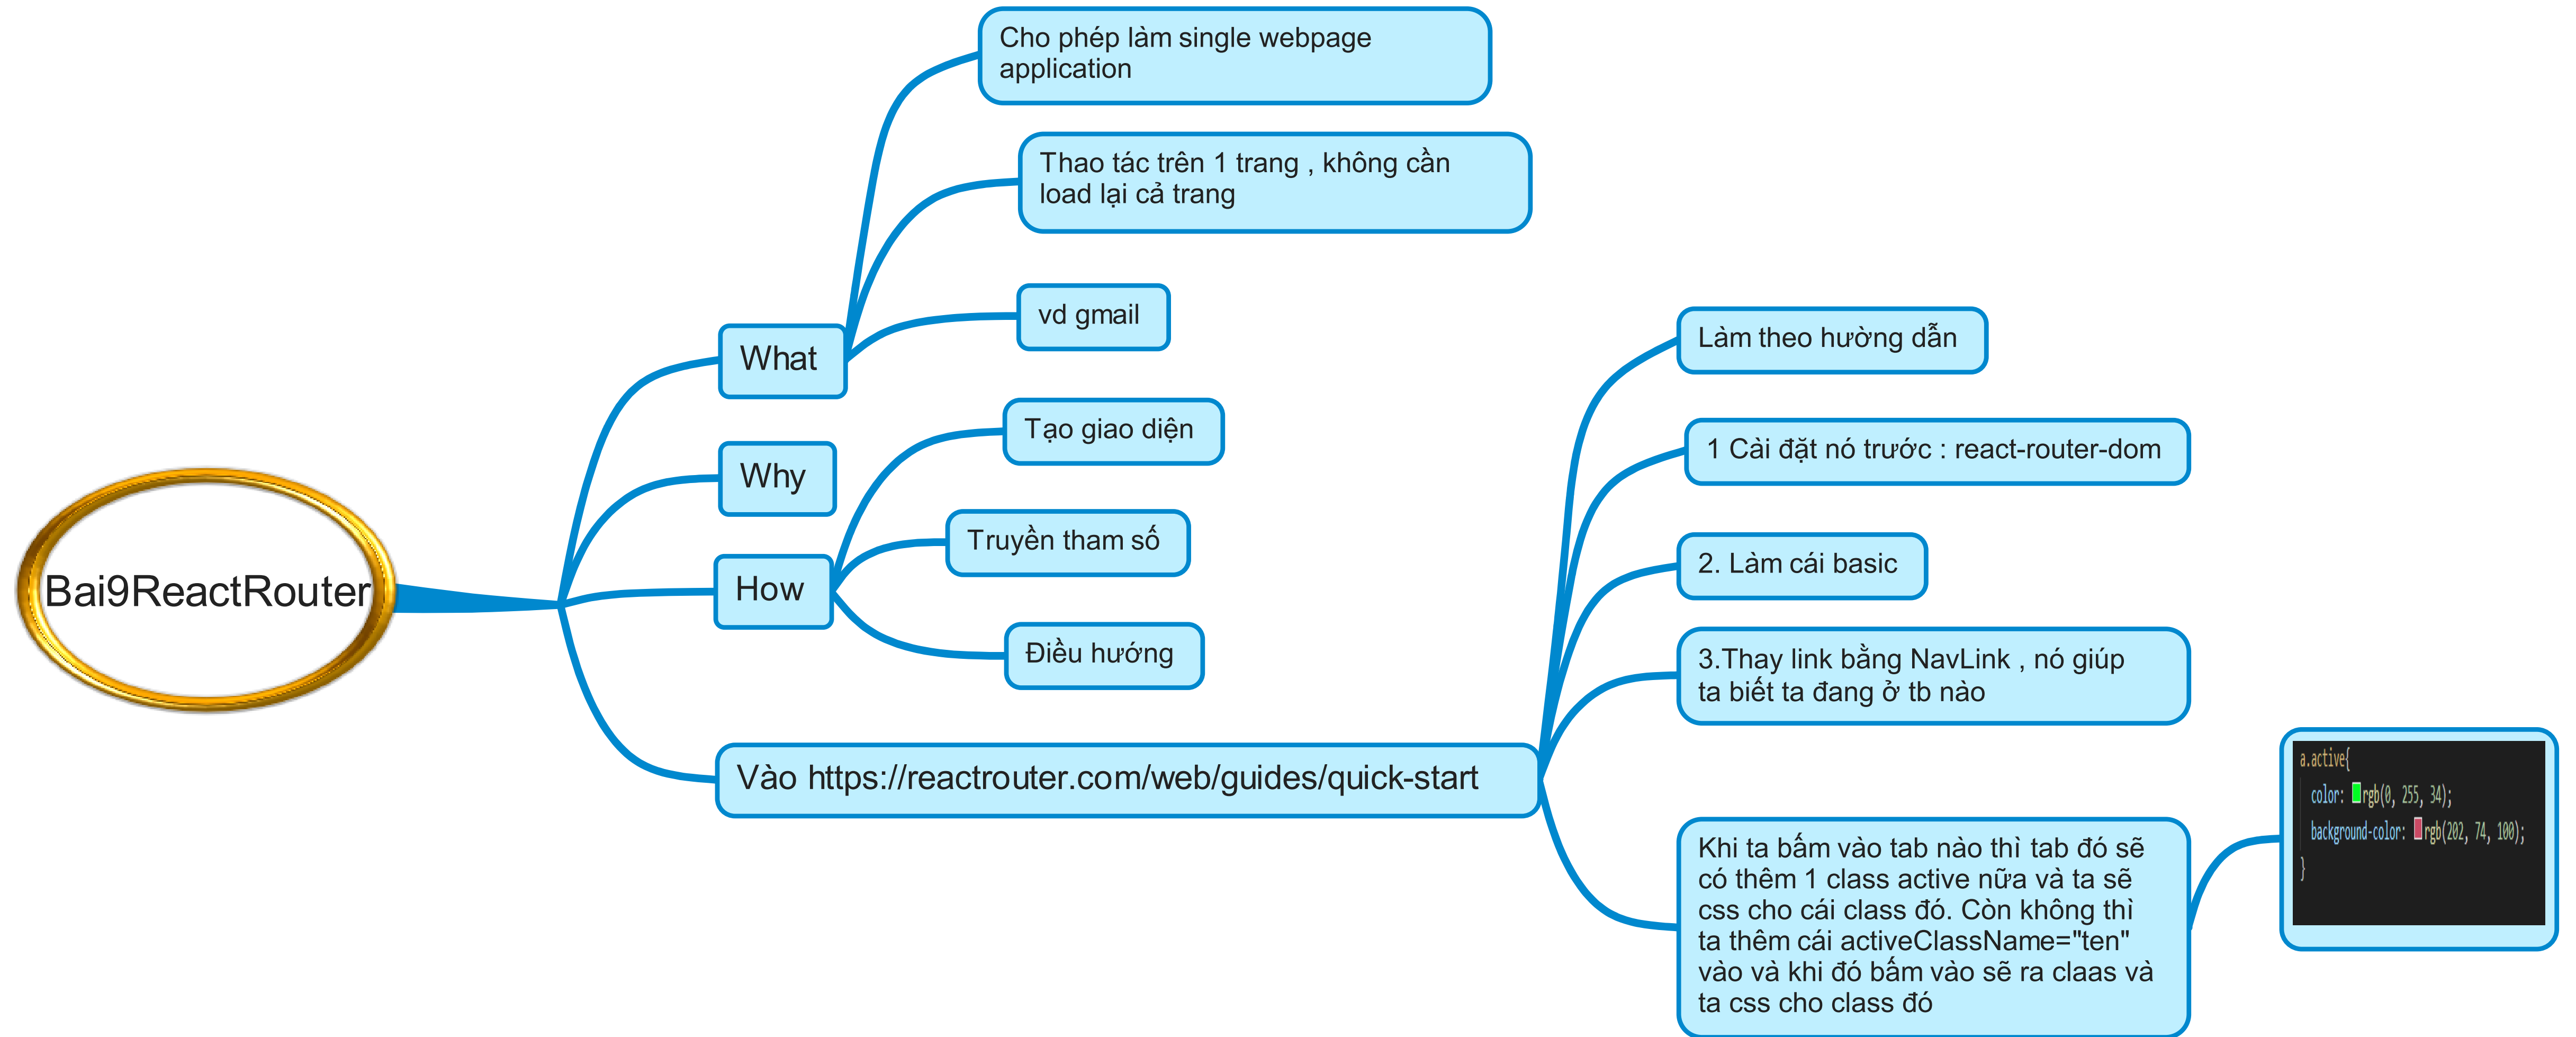 Bai9ReactRouter
What
Cho phép làm single webpage
application
Thao tác trên 1 trang , không cần
load lại cả trang
vd gmail
Why
How
Tạo giao diện
Truyền tham số
Điều hướng
Vào https://reactrouter.com/web/guides/quick-start
Làm theo hường dẫn
1 Cài đặt nó trước : react-router-dom
2. Làm cái basic
3.Thay link bằng NavLink , nó giúp
ta biết ta đang ở tb nào
Khi ta bấm vào tab nào thì tab đó sẽ
có thêm 1 class active nữa và ta sẽ
css cho cái class đó. Còn không thì
ta thêm cái activeClassName="ten"
vào và khi đó bấm vào sẽ ra claas và
ta css cho class đó
a.active{
color: rgb(0, 255, 34);
background-color: rgb(202, 74, 100);
}